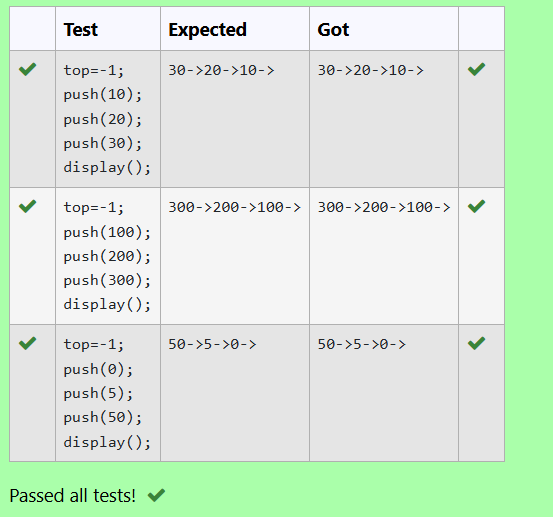 Test Expected Got
top=-1; 30->20->10-> 30->20->10->
push(10);
push(20);
push(30);
display();
top=-1; 300->200->100-> 300->200->100->
push(100);
push(200);
push(300);
display();
top=-1; 50->5->0-> 50->5->0->
push(0);
push(5);
push(50);
display();
Passed all tests!